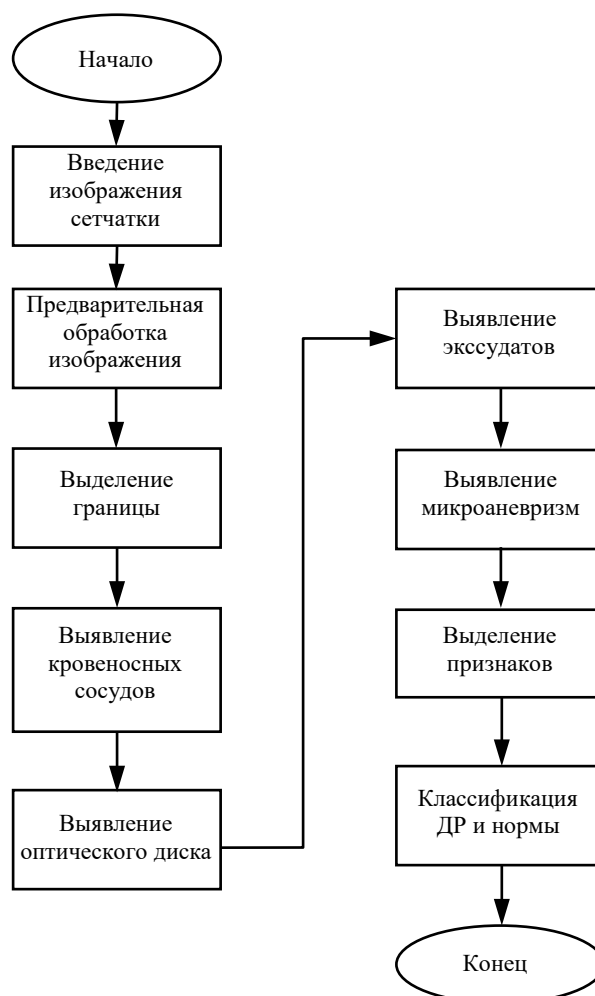 Начало
Введение
изображения
сетчатки
Предварительная
обработка
изображения
Выделение
границы
Выявление
кровеносных
сосудов
Выявление
оптического диска
Выявление
экссудатов
Выявление
микроаневризм
Выделение
признаков
Классификация
ДР и нормы
Конец